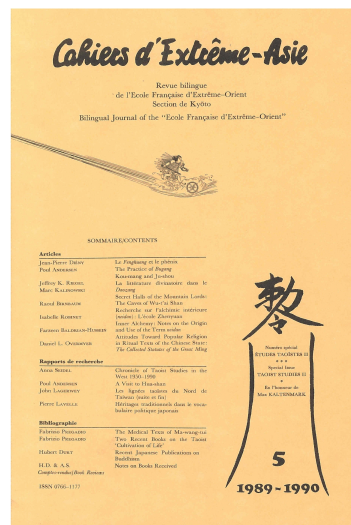 Cahiers d'Extrême-Asie
Revue bilingue
de l'Ecole Française d'Extrême-Orient
Section de Kyōto
Bilingual Journal of the "Ecole Française d'Extrême-Orient"
SOMMAIRE/CONTENTS
Articles
Jean-Pierre DIÉNY Le Fenghuang et le phénix
Poul ANDERSEN The Practice of Bugang
Kou-mang and Ju-shou
Jeffrey K. RIEGEL La littérature divinatoire dans le
Marc KALINOWSKI Daozang
Secret Halls of the Mountain Lords:
Raoul BIRNBAUM The Caves of Wu-t'ai Shan
Recherche sur l'alchimie intérieure
Isabelle ROBINET (neidan) : L'école Zhenyuan
Inner Alchemy: Notes on the Origin
Farzeen BALDRIAN-HUSSEIN and Use of the Term neidan
Attitudes Toward Popular Religion
Daniel L. OVERMYER in Ritual Texts of the Chinese State:
The Collected Statutes of the Great Ming
Rapports de recherche
Anna SEIDEL Chronicle of Taoist Studies in the
West 1950-1990
Poul ANDERSEN A Visit to Hua-shan
John LAGERWEY Les lignées taoïstes du Nord de
Taiwan (suite et fin)
Pierre LAVELLE Héritages traditionnels dans le voca-
bulaire politique japonais
Bibliographie
Fabrizio PREGADIO The Medical Texts of Ma-wang-tui
Fabrizio PREGADIO Two Recent Books on the Taoist
'Cultivation of Life'
Hubert DURT Recent Japanese Publications on
Buddhism
H.D. & A.S. Notes on Books Received
Comptes-rendus/Book Reviews
ISSN 0766-1177
Numéro spécial
ÉTUDES TAOÏSTES II
Special Issue
TAOIST STUDIES II
En l'honneur de
Max KALTENMARK
5
1989-1990